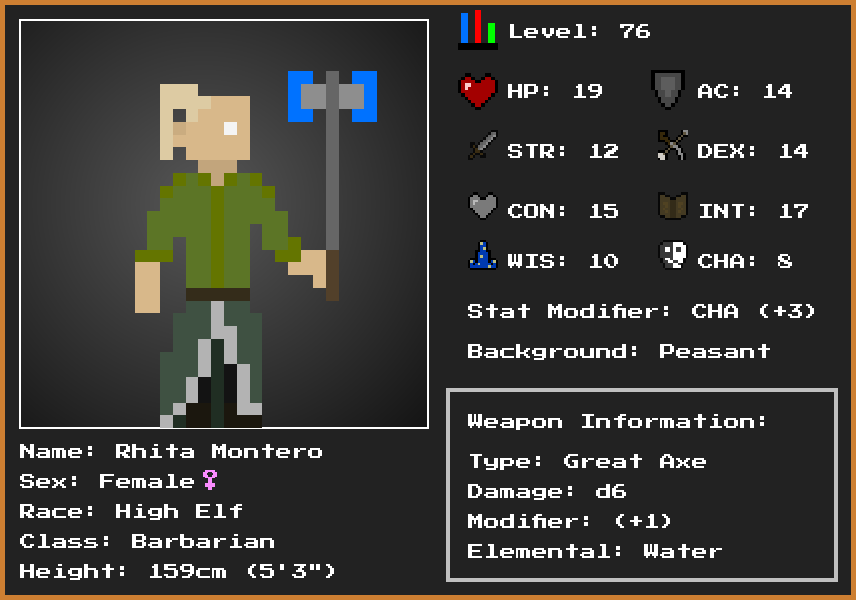 Level: 76
HP: 19
AC: 14
STR: 12
DEX: 14
CON: 15
INT: 17
WIS: 10
CHA: 8
Stat Modifier: CHA (+3)
Background: Peasant
Weapon Information:
Type: Great Axe
Damage: d6
Modifier: (+1)
Elemental: Water
Name: Rhita Montero
Sex: Female♀
Race: High Elf
Class: Barbarian
Height: 159cm (5'3")